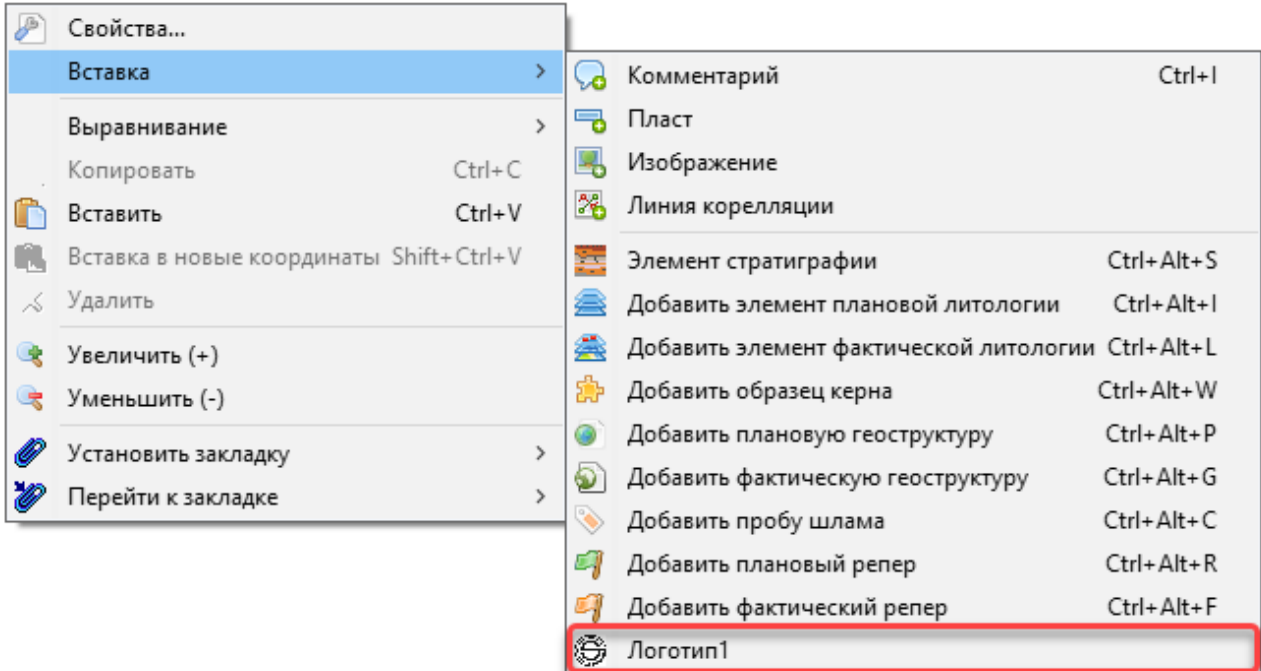 Свойства...
Вставка
Выравнивание
Копировать Ctrl+C
Вставить Ctrl+V
Вставка в новые координаты Shift+Ctrl+V
Удалить
Увеличить (+)
Уменьшить (-)
Установить закладку
Перейти к закладке
Комментарий Ctrl+I
Пласт
Изображение
Линия корелляции
Элемент стратиграфии Ctrl+Alt+S
Добавить элемент плановой литологии Ctrl+Alt+I
Добавить элемент фактической литологии Ctrl+Alt+L
Добавить образец керна Ctrl+Alt+W
Добавить плановую геоструктуру Ctrl+Alt+P
Добавить фактическую геоструктуру Ctrl+Alt+G
Добавить пробу шлама Ctrl+Alt+C
Добавить плановый репер Ctrl+Alt+R
Добавить фактический репер Ctrl+Alt+F
Логотип1